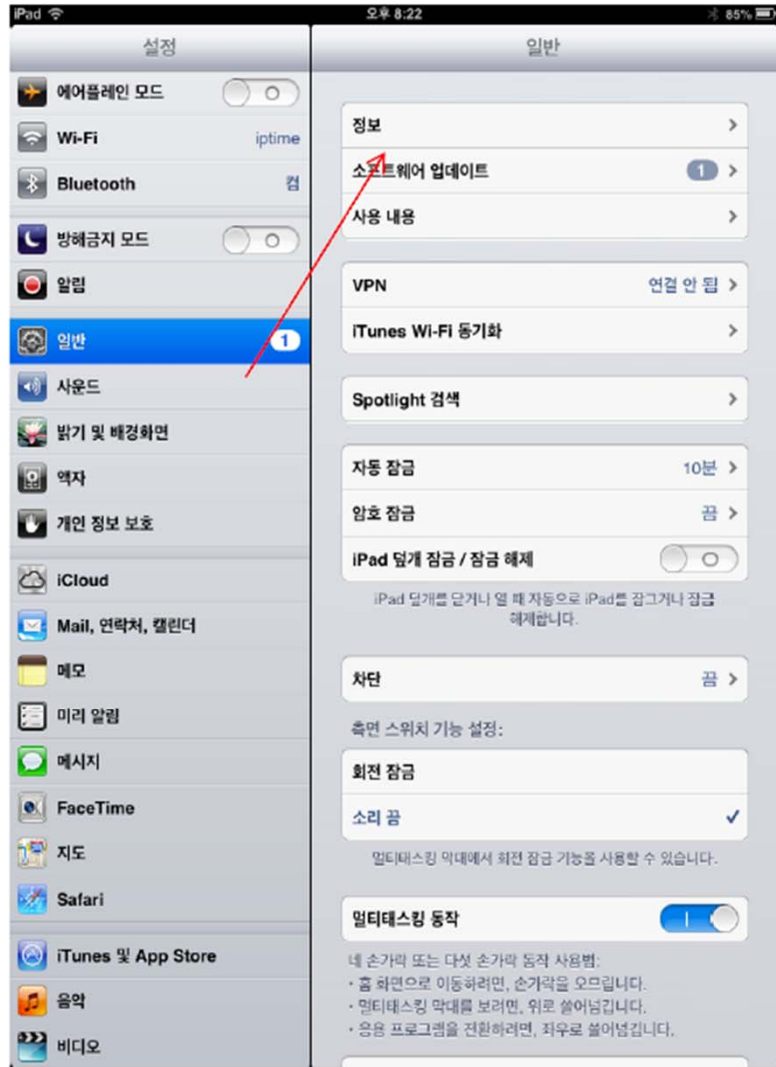 iPad
오후 8:22
85%
설정
에어플레인 모드
Wi-Fi
iptime
Bluetooth
켬
방해금지 모드
알림
일반
1
사운드
밝기 및 배경화면
액자
개인 정보 보호
iCloud
Mail, 연락처, 캘린더
메모
미리 알림
메시지
FaceTime
지도
Safari
iTunes 및 App Store
음악
비디오
일반
정보
소프트웨어 업데이트
1
사용 내용
VPN
연결 안 됨
iTunes Wi-Fi 동기화
Spotlight 검색
자동 잠금
10분
암호 잠금
끔
iPad 덮개 잠금 / 잠금 해제
iPad 덮개를 닫거나 열 때 자동으로 iPad를 잠그거나 잠금
해제합니다.
차단
끔
측면 스위치 기능 설정:
회전 잠금
소리 끔
멀티태스킹 막대에서 회전 잠금 기능을 사용할 수 있습니다.
멀티태스킹 동작
네 손가락 또는 다섯 손가락 동작 사용법:
• 홈 화면으로 이동하려면, 손가락을 오므립니다.
• 멀티태스킹 막대를 보려면, 위로 쓸어넘깁니다.
• 응용 프로그램을 전환하려면, 좌우로 쓸어넘깁니다.